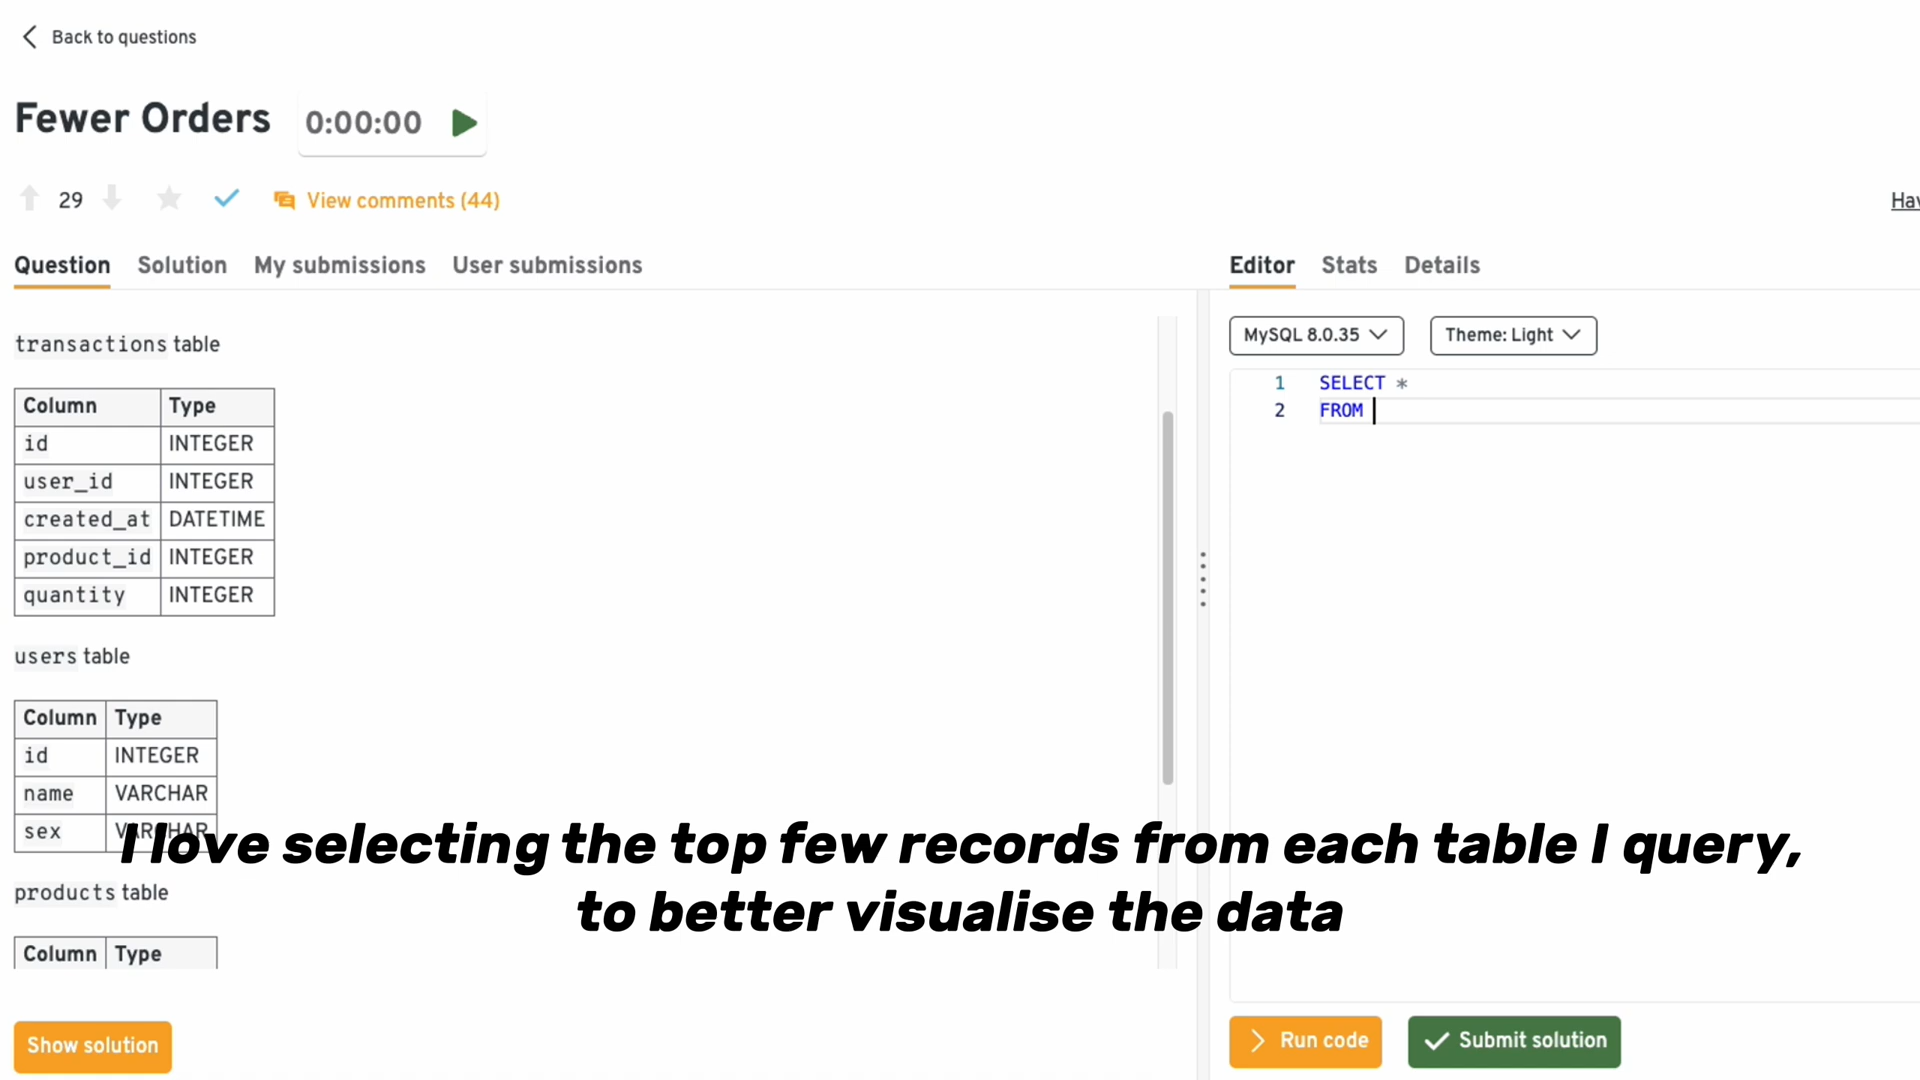 Back to questions
Fewer Orders
0:00:00
29
View comments (44)
Hav
Question Solution My submissions User submissions
transactions table
Column Type
id INTEGER
user_id INTEGER
created_at DATETIME
product_id INTEGER
quantity INTEGER
users table
Column Type
id INTEGER
name VARCHAR
sex VARCHAR
products table
Column Type
Show solution
Editor Stats Details
MySQL 8.0.35 Theme: Light
1 SELECT *
2 FROM
I love selecting the top few records from each table I query,
to better visualise the data
Run code Submit solution